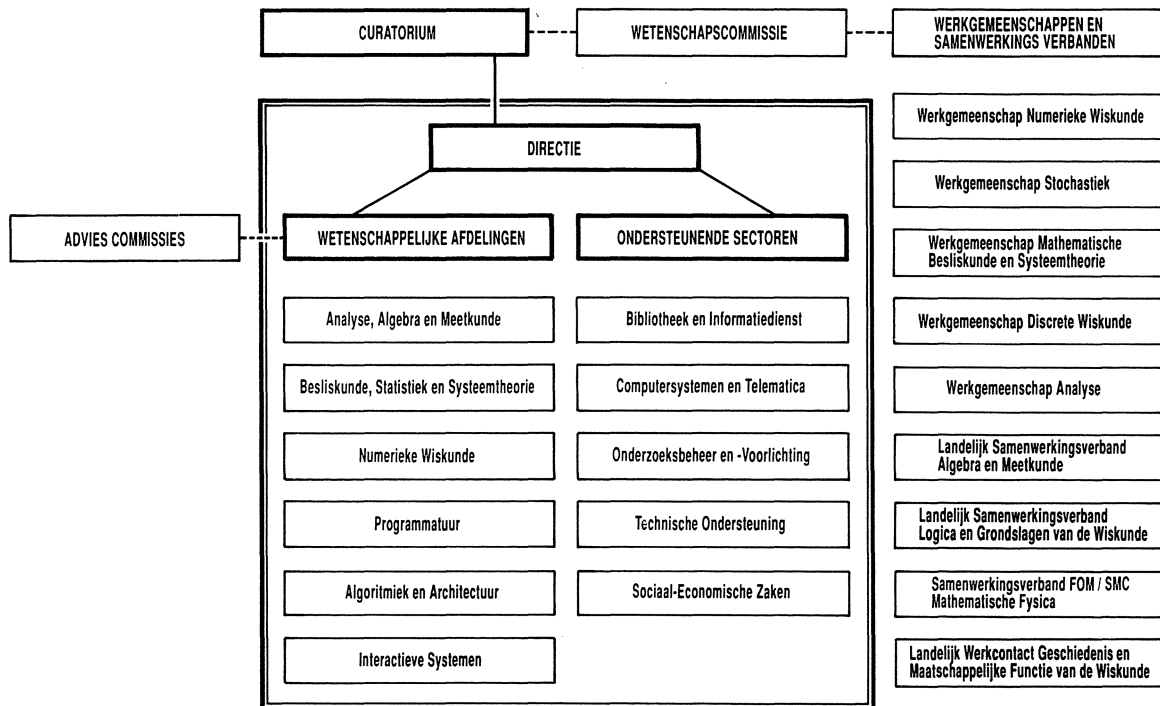 CURATORIUM
WETENSCHAPSCOMMISSIE
WERKGEMEENSCHAPPEN EN
SAMENWERKINGS VERBANDEN
DIRECTIE
ADVIES COMMISSIES
WETENSCHAPPELIJKE AFDELINGEN
Analyse, Algebra en Meetkunde
Besliskunde, Statistiek en Systeemtheorie
Numerieke Wiskunde
Programmatuur
Algoritmiek en Architectuur
Interactieve Systemen
ONDERSTEUNENDE SECTOREN
Bibliotheek en Informatiedienst
Computersystemen en Telematica
Onderzoeksbeheer en -Voorlichting
Technische Ondersteuning
Sociaal-Economische Zaken
Werkgemeenschap Numerieke Wiskunde
Werkgemeenschap Stochastiek
Werkgemeenschap Mathematische
Besliskunde en Systeemtheorie
Werkgemeenschap Discrete Wiskunde
Werkgemeenschap Analyse
Landelijk Samenwerkingsverband
Algebra en Meetkunde
Landelijk Samenwerkingsverband
Logica en Grondslagen van de Wiskunde
Samenwerkingsverband FOM / SMC
Mathematische Fysica
Landelijk Werkcontact Geschiedenis en
Maatschappelijke Functie van de Wiskunde